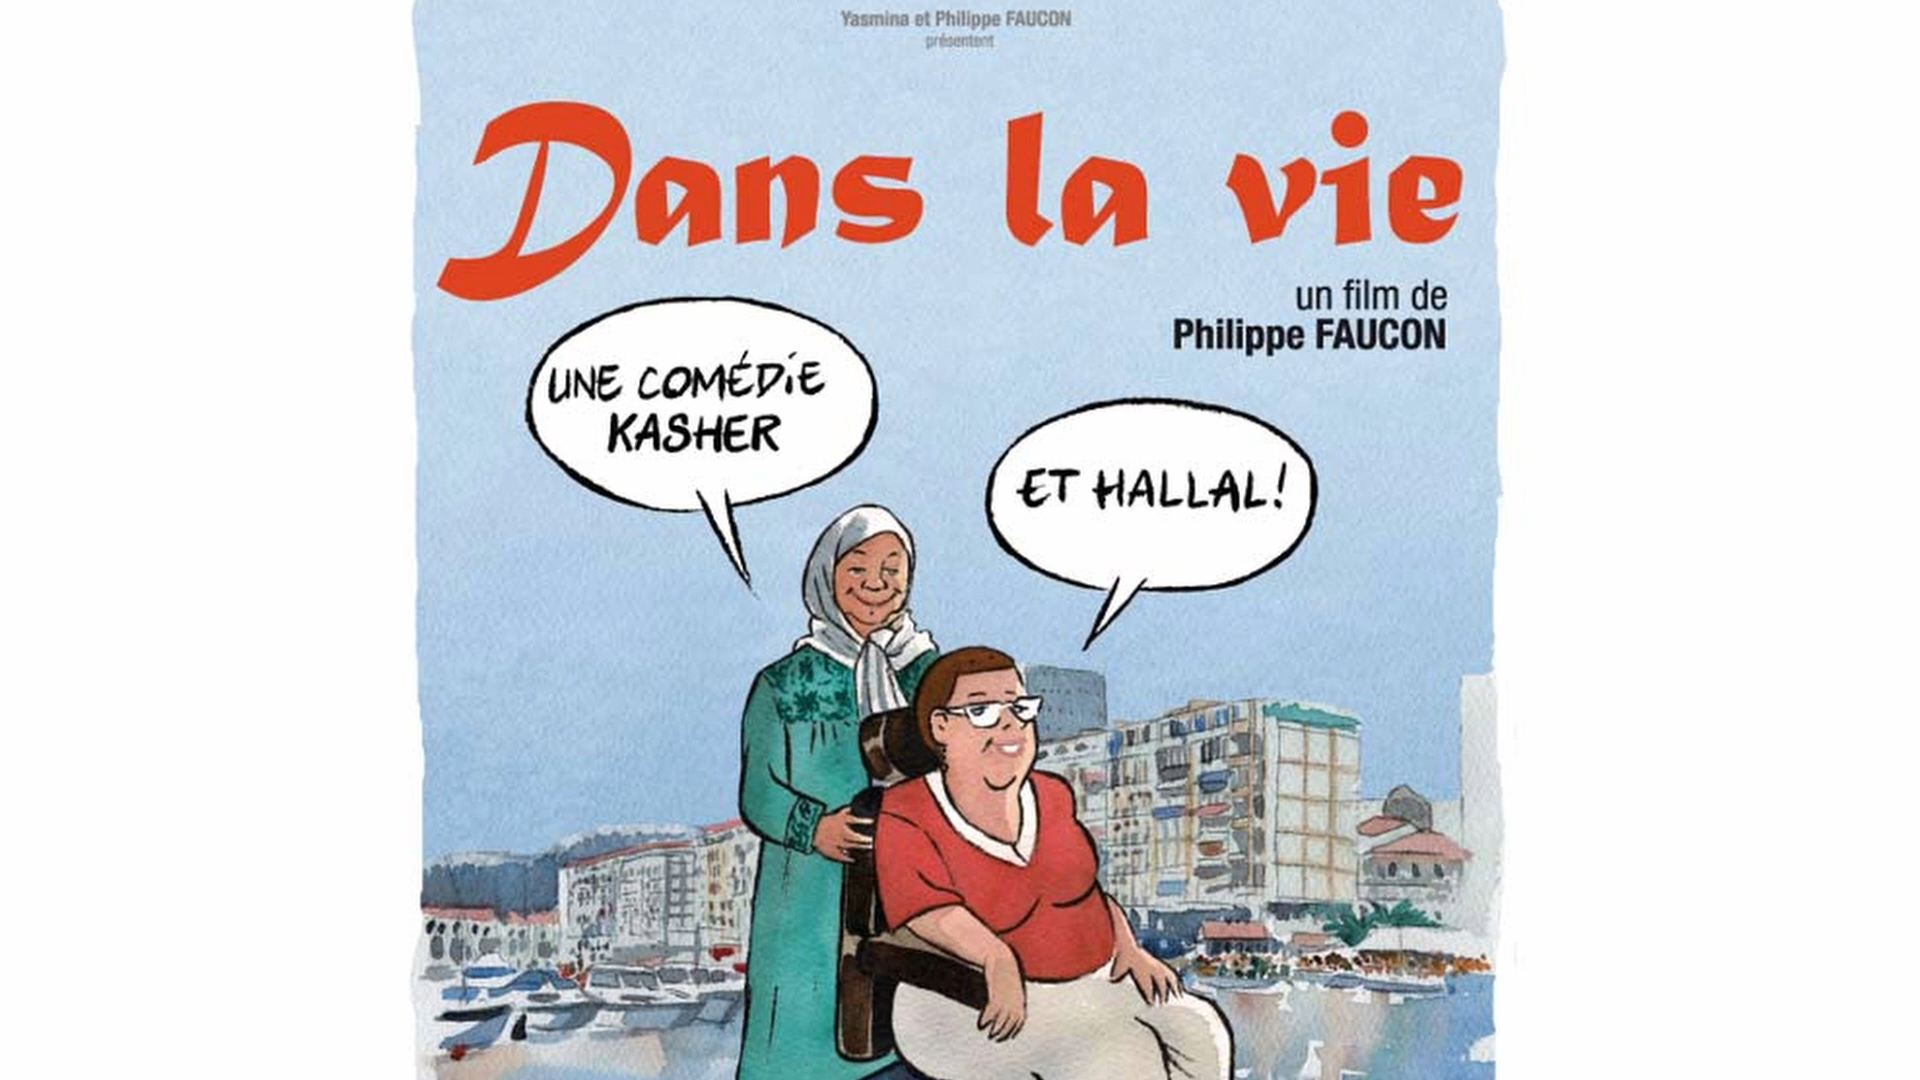 Yasmina et Philippe FAUCON
présentent
Dans la vie
un film de
Philippe FAUCON
UNE COMÉDIE
KASHER
ET HALLAL!